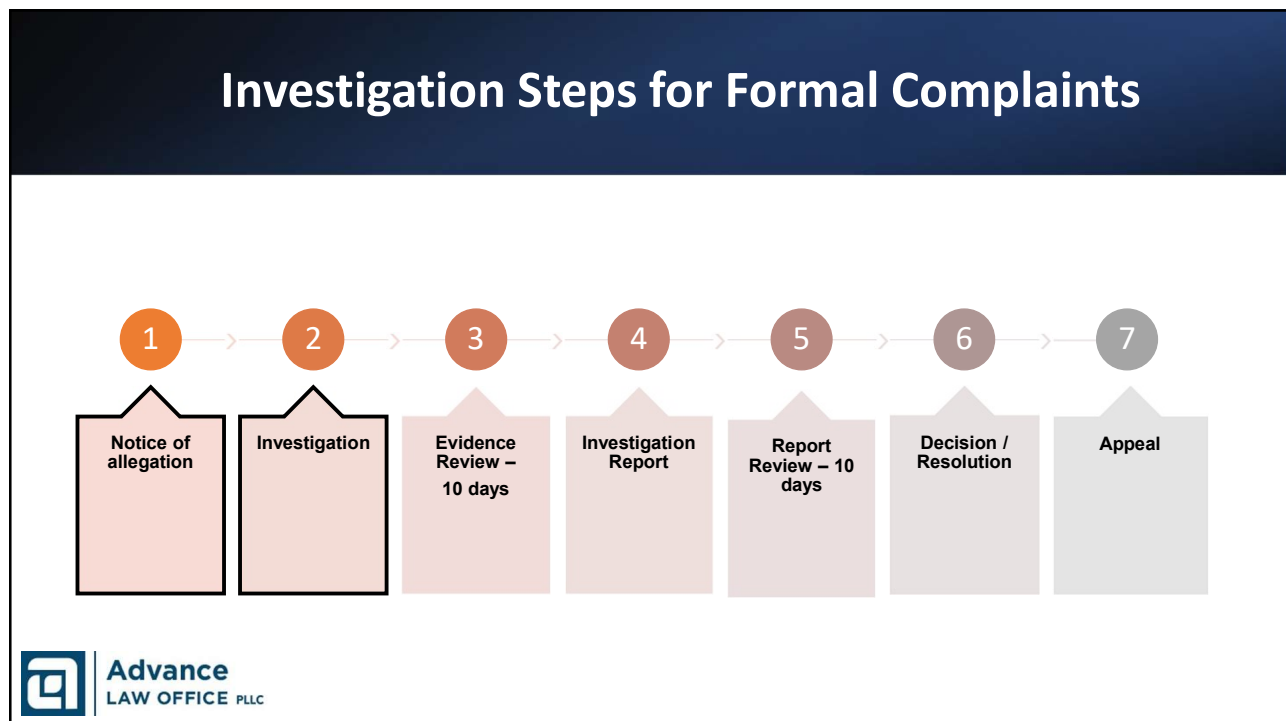 Investigation Steps for Formal Complaints
1
2
3
4
5
6
7
Notice of
allegation
Investigation
Evidence
Review –
10 days
Investigation
Report
Report
Review – 10
days
Decision /
Resolution
Appeal
Advance
LAW OFFICE PLLC